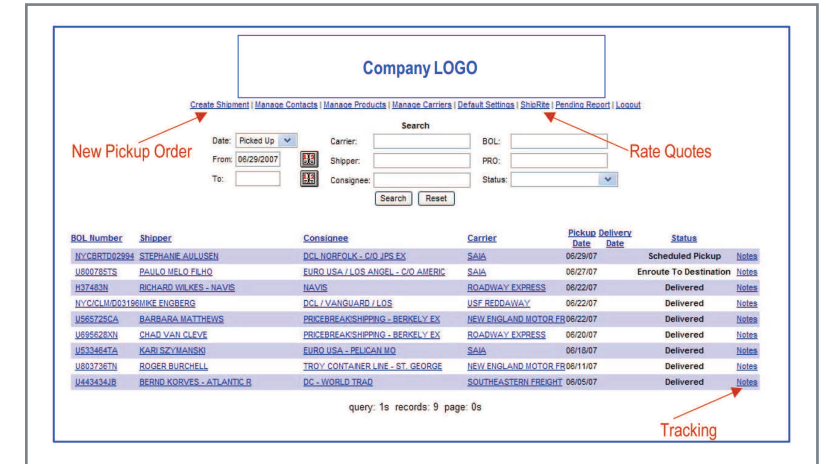 Company LOGO
Create Shipment | Manage Contacts | Manage Products | Manage Carriers | Default Settings | ShipRite | Pending Report | Logout
Search
New Pickup Order
Rate Quotes
Date: Picked Up Carrier: BOL:
From: 06/29/2007 Shipper: PRO:
To: Consignee: Status:
Search Reset
BOL Number Shipper Consignee Carrier Pickup Date Delivery Date Status
NYCBRTD02994 STEPHANIE AULUSEN DCL NORFOLK - C/O JPS EX SAIA 06/29/07 Scheduled Pickup Notes
U800785TS PAULO MELO FILHO EURO USA / LOS ANGEL - C/O AMERIC SAIA 06/27/07 Enroute To Destination Notes
H37483N RICHARD WILKES - NAVIS NAVIS ROADWAY EXPRESS 06/22/07 Delivered Notes
NYC/CLM/D03196 MIKE ENGBERG DCL / VANGUARD / LOS USF REDDAWAY 06/22/07 Delivered Notes
U565725CA BARBARA MATTHEWS PRICEBREAK/SHIPPING - BERKELY EX NEW ENGLAND MOTOR FR 06/22/07 Delivered Notes
U695628XN CHAD VAN CLEVE PRICEBREAK/SHIPPING - BERKELY EX ROADWAY EXPRESS 06/20/07 Delivered Notes
U533464TA KARI SZYMANSKI EURO USA - PELICAN MO SAIA 06/18/07 Delivered Notes
U803736TN ROGER BURCHELL TROY CONTAINER LINE - ST. GEORGE NEW ENGLAND MOTOR FR 06/11/07 Delivered Notes
U443434JB BERND KORVES - ATLANTIC R DC - WORLD TRAD SOUTHEASTERN FREIGHT 06/05/07 Delivered Notes
query: 1s records: 9 page: 0s
Tracking